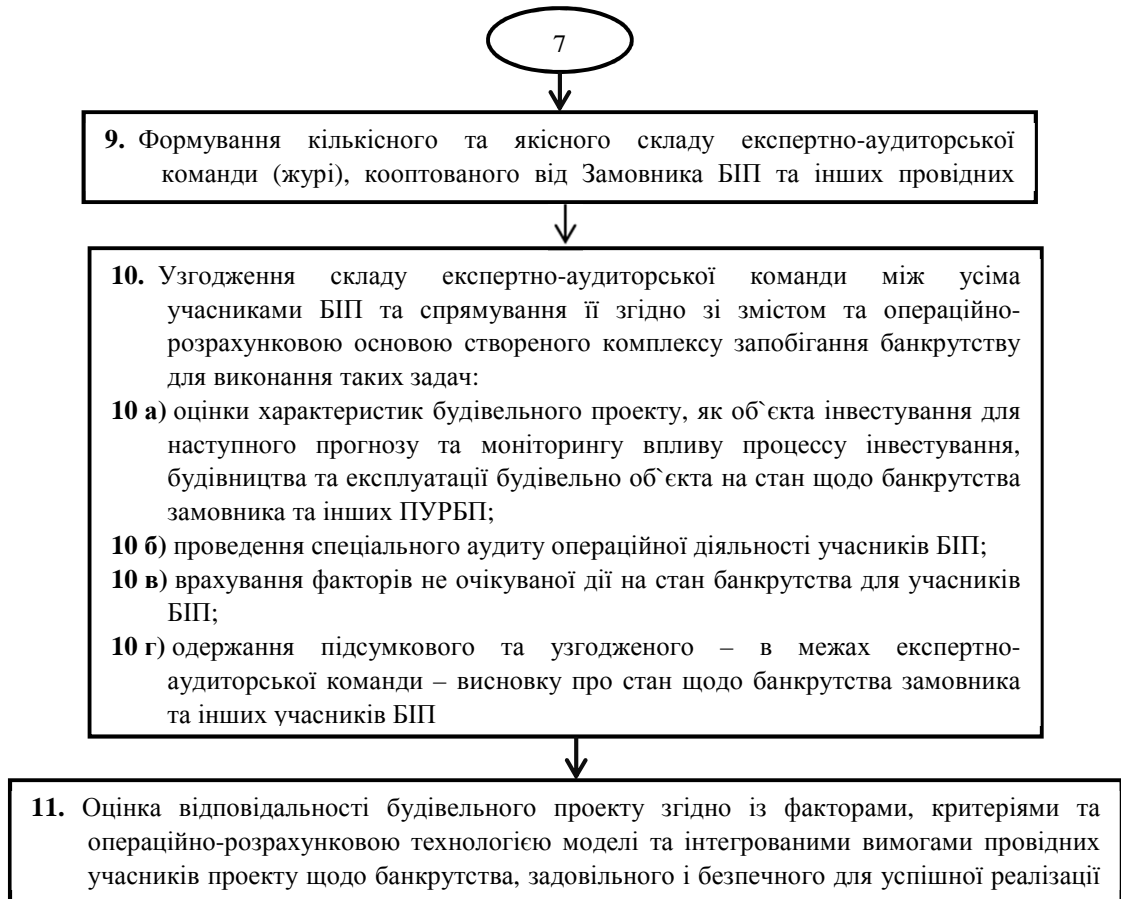 7
9. Формування кількісного та якісного складу експертно-аудиторської
команди (журі), кооптованого від Замовника БІП та інших провідних
10. Узгодження складу експертно-аудиторської команди між усіма
учасниками БІП та спрямування її згідно зі змістом та операційно-
розрахунковою основою створеного комплексу запобігання банкрутству
для виконання таких задач:
10 а) оцінки характеристик будівельного проекту, як об`єкта інвестування для
наступного прогнозу та моніторингу впливу процессу інвестування,
будівництва та експлуатації будівельно об`єкта на стан щодо банкрутства
замовника та інших ПУРБП;
10 б) проведення спеціального аудиту операційної діяльності учасників БІП;
10 в) врахування факторів не очікуваної дії на стан банкрутства для учасників
БІП;
10 г) одержання підсумкового та узгодженого – в межах експертно-
аудиторської команди – висновку про стан щодо банкрутства замовника
та інших учасників БІП
11. Оцінка відповідальності будівельного проекту згідно із факторами, критеріями та
операційно-розрахунковою технологією моделі та інтегрованими вимогами провідних
учасників проекту щодо банкрутства, задовільного і безпечного для успішної реалізації